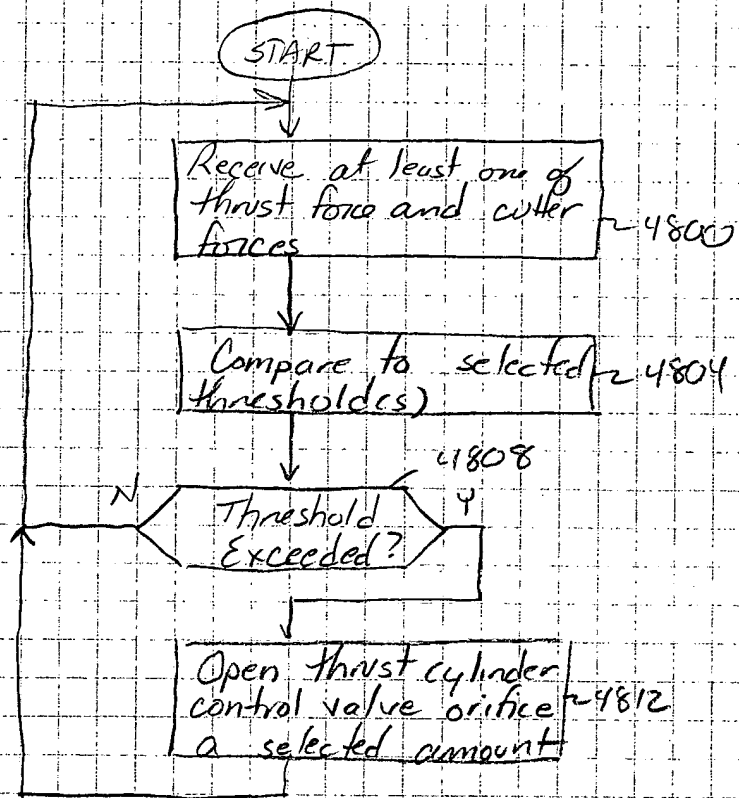 START
Receive at least one of
thrust force and cutter
forces
4800
Compare to selected
threshold(s)
4804
4808
N
Y
Threshold
Exceeded?
Open thrust cylinder
control valve orifice
a selected amount
4812